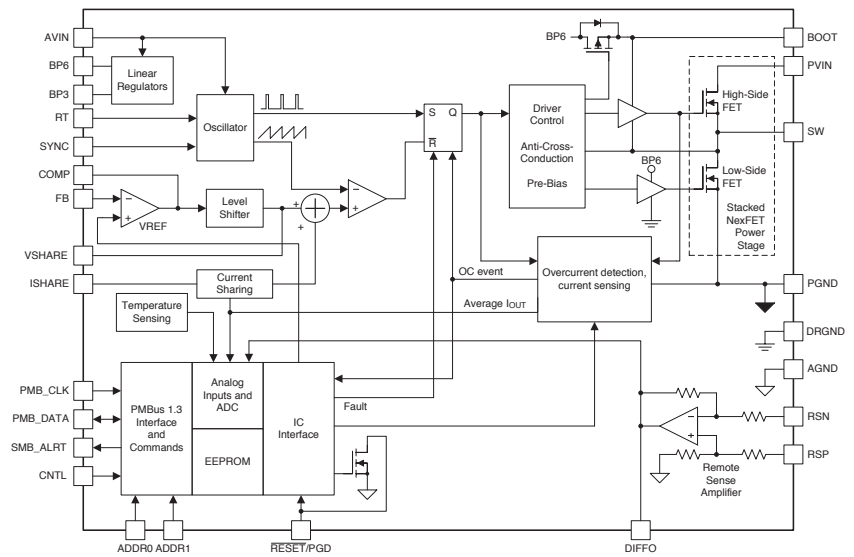 AVIN
BP6
BP3
RT
SYNC
COMP
FB
VSHARE
ISHARE
PMB_CLK
PMB_DATA
SMB_ALRT
CNTL
Linear
Regulators
Oscillator
VREF
Level
Shifter
Current
Sharing
Temperature
Sensing
PMBus 1.3
Interface
and
Commands
Analog
Inputs and
ADC
EEPROM
IC
Interface
S Q
R
BP6
Driver
Control
Anti-Cross-
Conduction
Pre-Bias
BP6
High-Side
FET
Low-Side
FET
Stacked
NexFET
Power
Stage
OC event
Average IOUT
Overcurrent detection,
current sensing
Fault
Remote
Sense
Amplifier
BOOT
PVIN
SW
PGND
DRGND
AGND
RSN
RSP
ADDR0 ADDR1
RESET/PGD
DIFFO